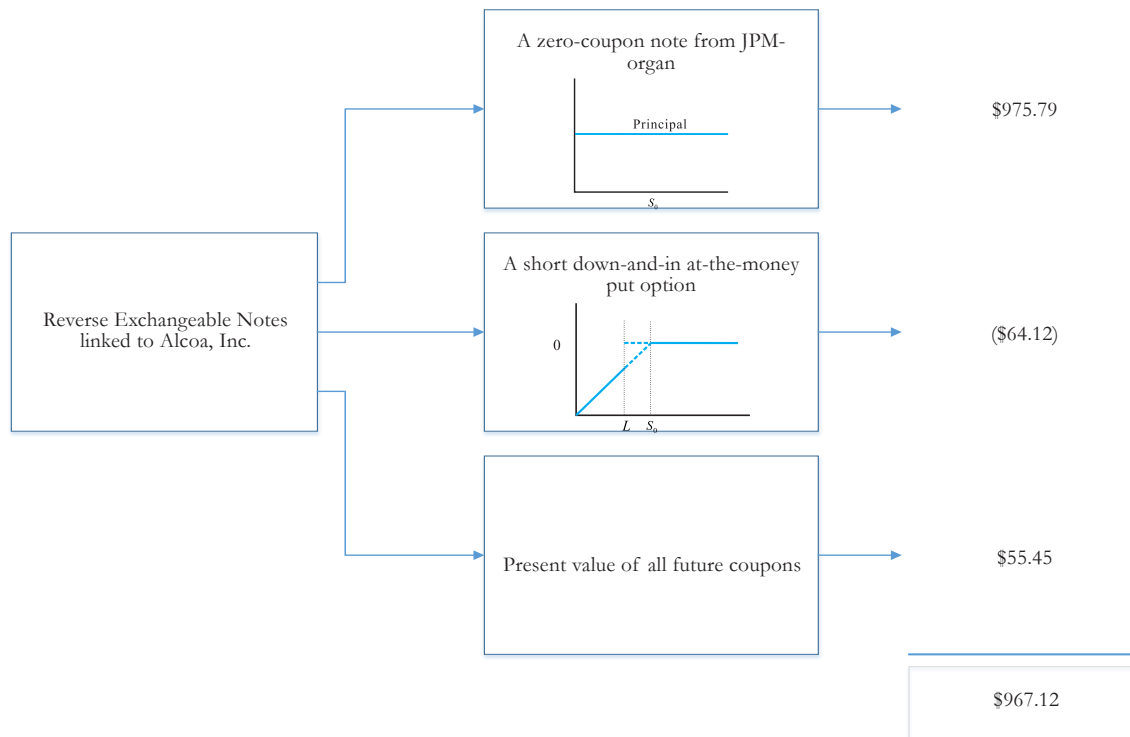 A zero-coupon note from JPM-
organ
Principal
S₀
$975.79
Reverse Exchangeable Notes
linked to Alcoa, Inc.
A short down-and-in at-the-money
put option
0
L S₀
($64.12)
Present value of all future coupons
$55.45
$967.12